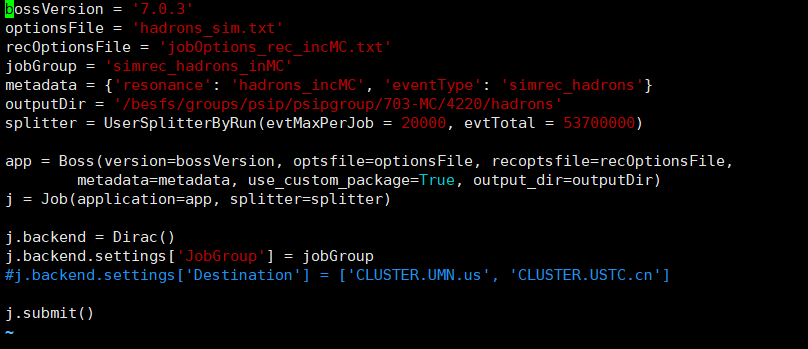 bossVersion = '7.0.3'
optionsFile = 'hadrons_sim.txt'
recOptionsFile = 'jobOptions_rec_incMC.txt'
jobGroup = 'simrec_hadrons_inMC'
metadata = {'resonance': 'hadrons_incMC', 'eventType': 'simrec_hadrons'}
outputDir = '/besfs/groups/psip/psipgroup/703-MC/4220/hadrons'
splitter = UserSplitterByRun(evtMaxPerJob = 20000, evtTotal = 53700000)
app = Boss(version=bossVersion, optsfile=optionsFile, recoptsfile=recOptionsFile,
metadata=metadata, use_custom_package=True, output_dir=outputDir)
j = Job(application=app, splitter=splitter)
j.backend = Dirac()
j.backend.settings['JobGroup'] = jobGroup
#j.backend.settings['Destination'] = ['CLUSTER.UMN.us', 'CLUSTER.USTC.cn']
j.submit()
~